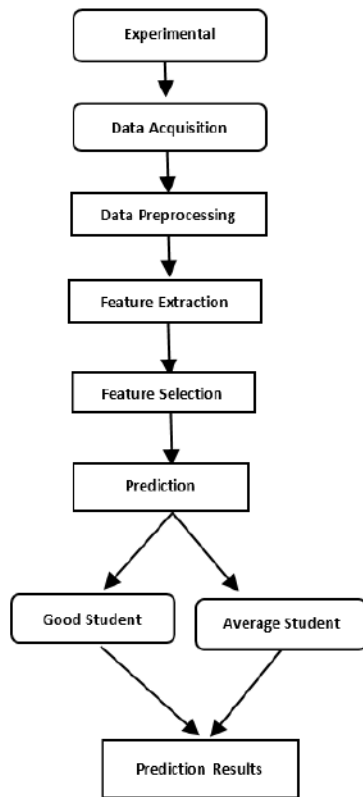 Experimental
Data Acquisition
Data Preprocessing
Feature Extraction
Feature Selection
Prediction
Good Student
Average Student
Prediction Results